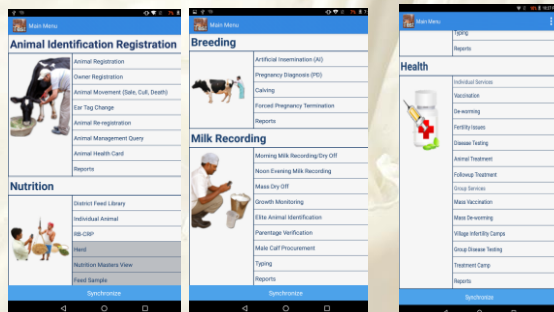 Main Menu
Animal Identification Registration
Animal Registration
Owner Registration
Animal Movement (Sale, Cull, Death)
Ear Tag Change
Animal Re-registration
Animal Management Query
Animal Health Card
Reports
Nutrition
District Feed Library
Individual Animal
RB-CRP
Herd
Nutrition Masters View
Feed Sample
Synchronize
Main Menu
Breeding
Artificial Insemination (AI)
Pregnancy Diagnosis (PD)
Calving
Forced Pregnancy Termination
Reports
Milk Recording
Morning Milk Recording/Dry Off
Noon Evening Milk Recording
Mass Dry Off
Growth Monitoring
Elite Animal Identification
Parentage Verification
Male Calf Procurement
Typing
Reports
Synchronize
Main Menu
Typing
Reports
Health
Individual Services
Vaccination
De-worming
Fertility Issues
Disease Testing
Animal Treatment
Followup Treatment
Group Services
Mass Vaccination
Mass De-worming
Village Infertility Camps
Group Disease Testing
Treatment Camp
Reports
Synchronize